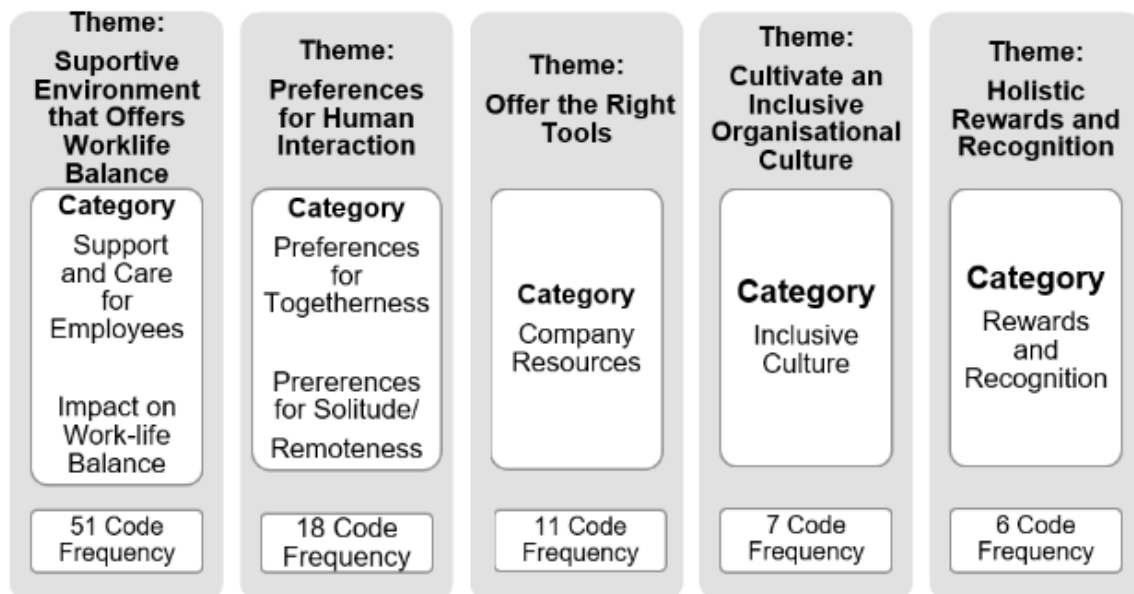 Theme:
Suportive
Environment
that Offers
Worklife
Balance
Category
Support
and Care
for
Employees
Impact on
Work-life
Balance
51 Code
Frequency
Theme:
Preferences
for Human
Interaction
Category
Preferences
for
Togetherness
Prererences
for Solitude/
Remoteness
18 Code
Frequency
Theme:
Offer the Right
Tools
Category
Company
Resources
11 Code
Frequency
Theme:
Cultivate an
Inclusive
Organisational
Culture
Category
Inclusive
Culture
7 Code
Frequency
Theme:
Holistic
Rewards and
Recognition
Category
Rewards
and
Recognition
6 Code
Frequency